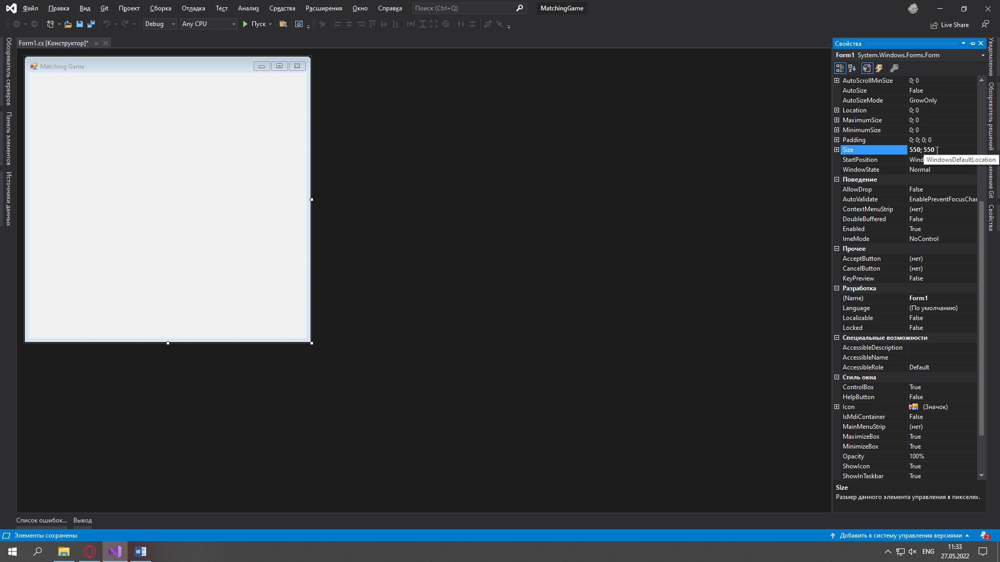 Файл Правка Вид Git Проект Сборка Отладка Тест Анализ Средства Расширения Окно Справка Поиск (Ctrl+Q) MatchingGame
Debug Any CPU Пуск Live Share
Обозреватель серверов
Панель элементов
Источники данных
Form1.cs [Конструктор]*
Matching Game
Свойства
Form1 System.Windows.Forms.Form
AutoScrollMinSize 0; 0
AutoSize False
AutoSizeMode GrowOnly
Location 0; 0
MaximumSize 0; 0
MinimumSize 0; 0
Padding 0; 0; 0; 0
Size 550; 550
StartPosition Wind
WindowsDefaultLocation
WindowState Normal
Поведение
AllowDrop False
AutoValidate EnablePreventFocusChar
ContextMenuStrip (нет)
DoubleBuffered False
Enabled True
ImeMode NoControl
Прочее
AcceptButton (нет)
CancelButton (нет)
KeyPreview False
Разработка
(Name) Form1
Language (По умолчанию)
Localizable False
Locked False
Специальные возможности
AccessibleDescription
AccessibleName
AccessibleRole Default
Стиль окна
ControlBox True
HelpButton False
Icon (Значок)
IsMdiContainer False
MainMenuStrip (нет)
MaximizeBox True
MinimizeBox True
Opacity 100%
ShowIcon True
ShowInTaskbar True
Size
Размер данного элемента управления в пикселях.
Уведомления
Обозреватель решений
Git
Свойства
Список ошибок... Вывод
Элементы сохранены Добавить в систему управления версиями 2
ENG 11:33
27.05.2022